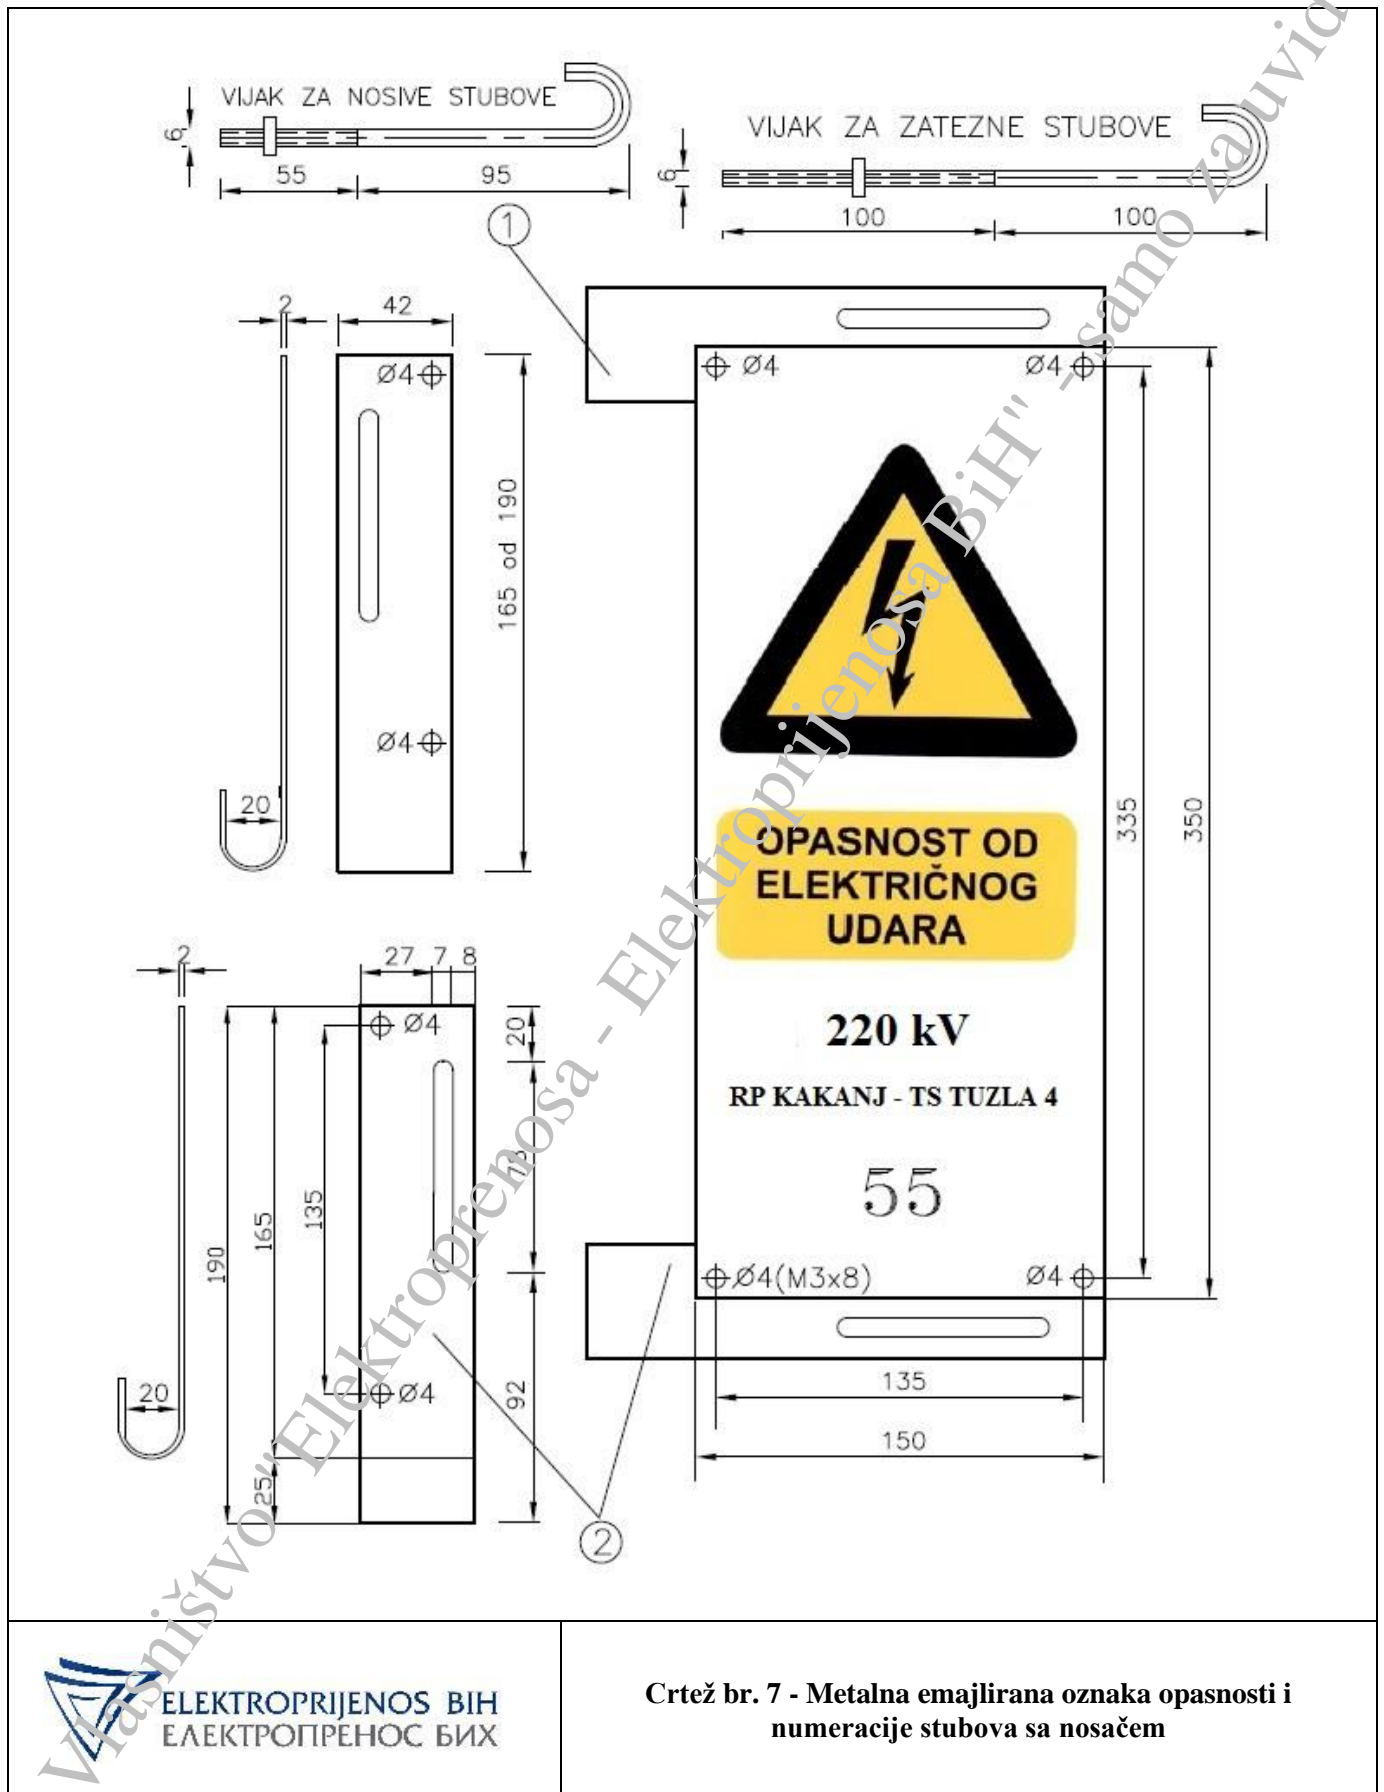 VIJAK ZA NOSIVE STUBOVE
6
55
95
VIJAK ZA ZATEZNE STUBOVE
6
100
100
1
2
42
Ø4
165 od 190
Ø4
20
Ø4
Ø4
OPASNOST OD
ELEKTRIČNOG
UDARA
220 kV
RP KAKANJ - TS TUZLA 4
55
Ø4(M3x8)
Ø4
335
350
135
150
2
27
7
8
Ø4
20
135
165
190
Ø4
92
20
25
2
Vlasništvo "Elektroprenosa - Elektroprijenosa BiH" - samo za uvid
ELEKTROPRIJENOS BIH
ЕЛЕКТРОПРЕНОС БИХ
Crtež br. 7 - Metalna emajlirana oznaka opasnosti i
numeracije stubova sa nosačem